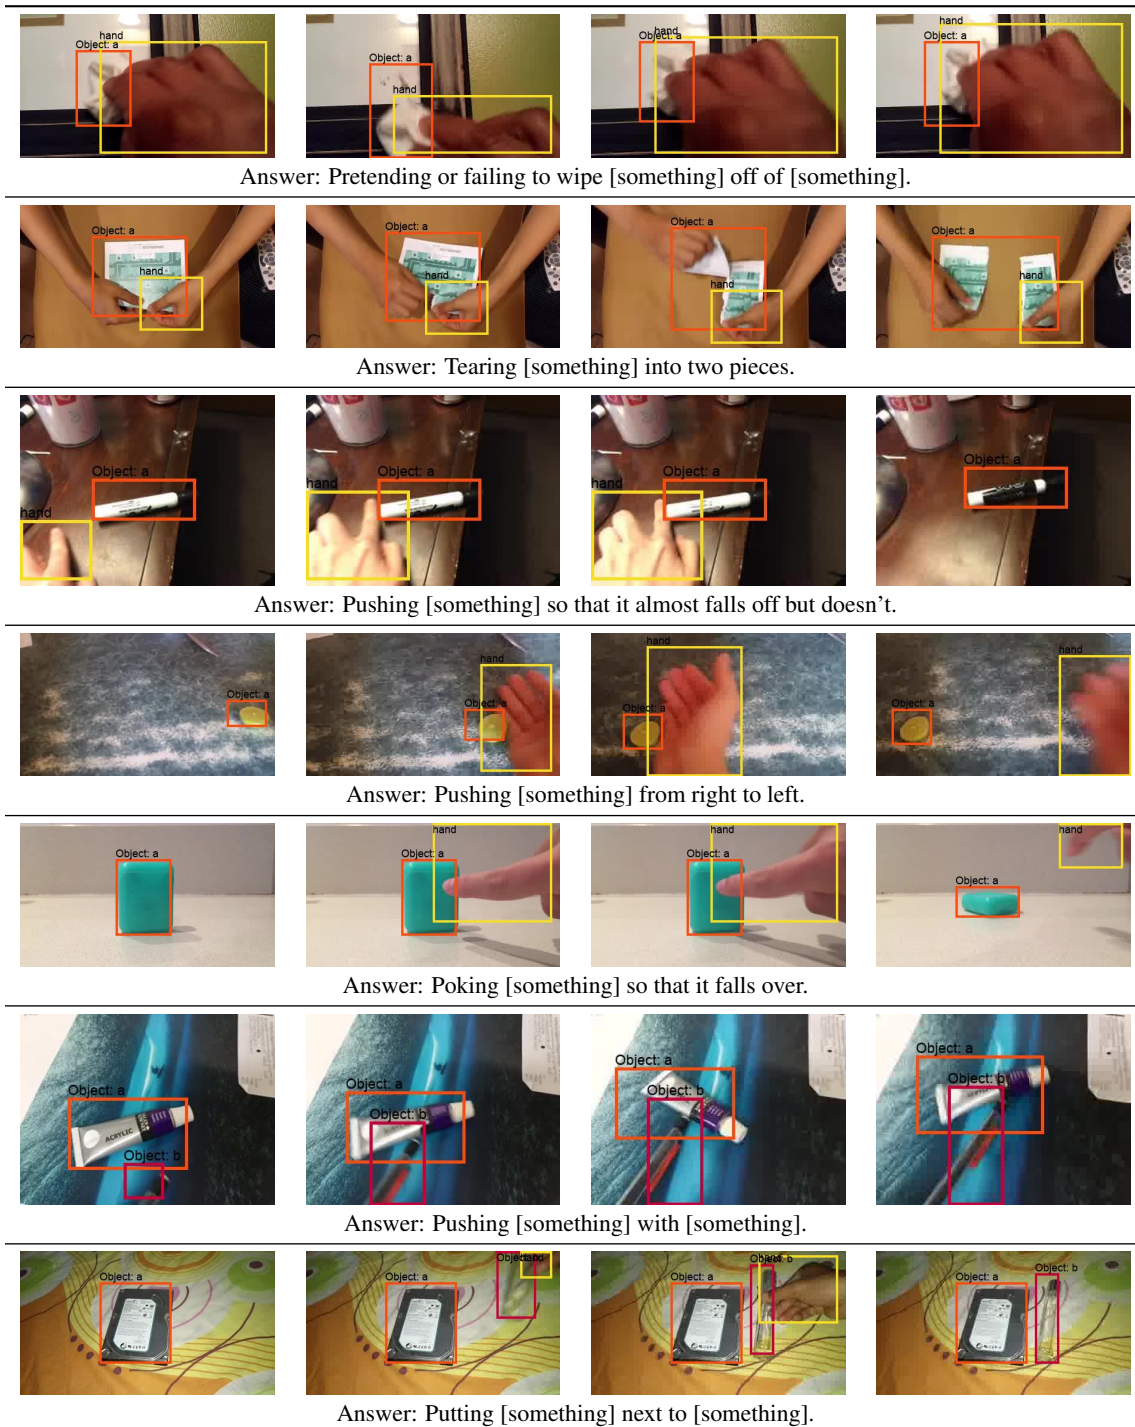 hand
Object: a
Object: a
hand
hand
Object: a
hand
Object: a
Answer: Pretending or failing to wipe [something] off of [something].
Object: a
hand
Object: a
hand
Object: a
hand
Object: a
hand
Answer: Tearing [something] into two pieces.
Object: a
hand
Object: a
hand
Object: a
hand
Object: a
Answer: Pushing [something] so that it almost falls off but doesn't.
Object: a
hand
Object: a
hand
Object: a
hand
Object: a
Answer: Pushing [something] from right to left.
Object: a
hand
Object: a
hand
Object: a
hand
Object: a
Answer: Poking [something] so that it falls over.
Object: a
ACRYLIC
Object: b
Object: a
Object: b
Object: a
Object: b
Object: a
Object: b
Answer: Pushing [something] with [something].
Object: a
Object: b
hand
Object: a
hand
Object: b
Object: a
Object: a
Object: b
Answer: Putting [something] next to [something].